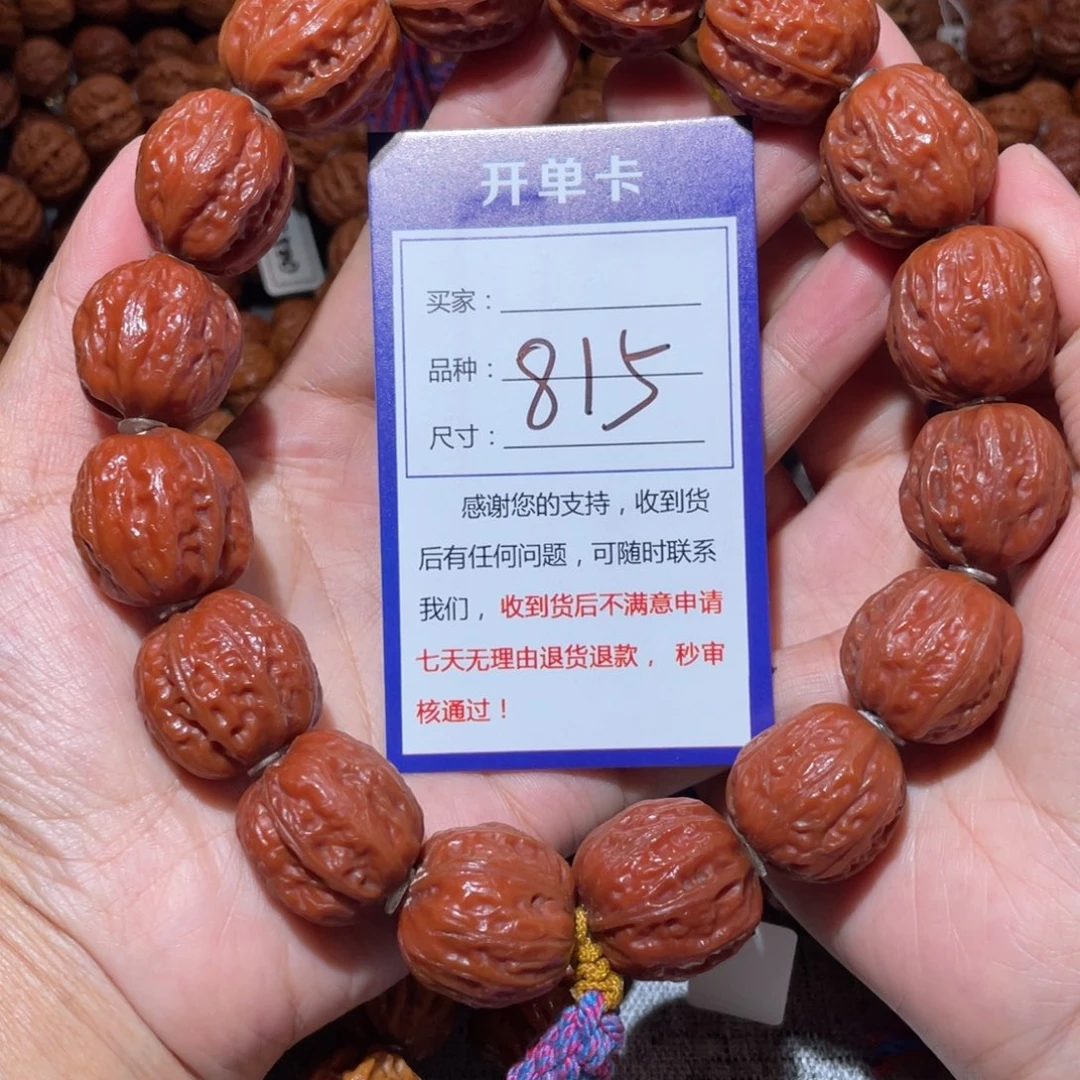 开单卡
买家：
品种：
815
尺寸：
感谢您的支持，收到货
后有任何问题，可随时联系
我们，收到货后不满意申请
七天无理由退货退款， 秒审
核通过！